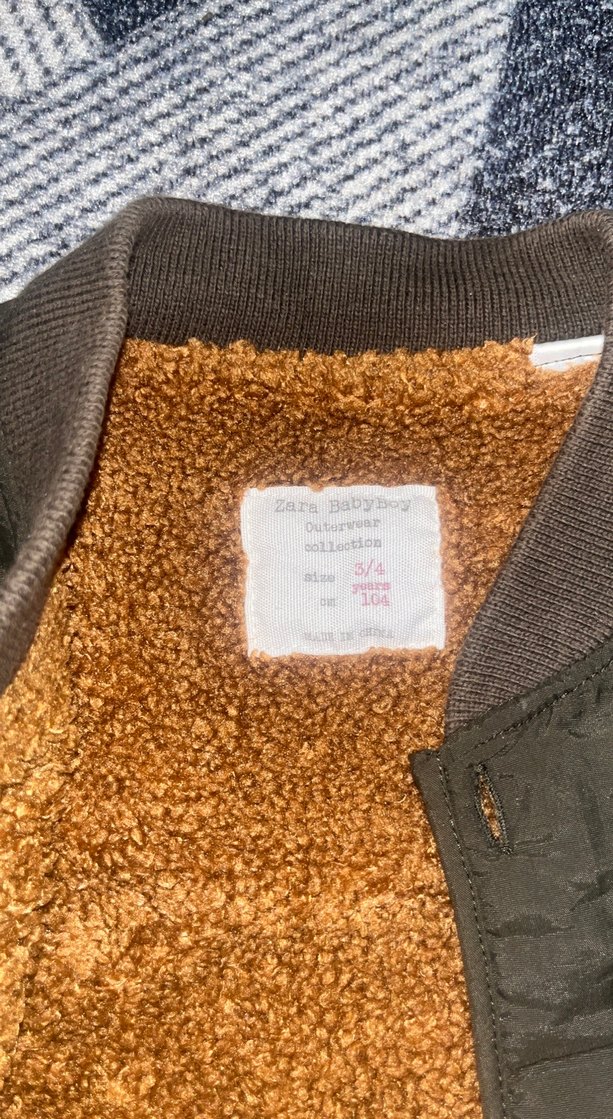 Zara BabyBoy
Outerwear
collection
size 3/4
years
cm 104
MADE IN CHINA